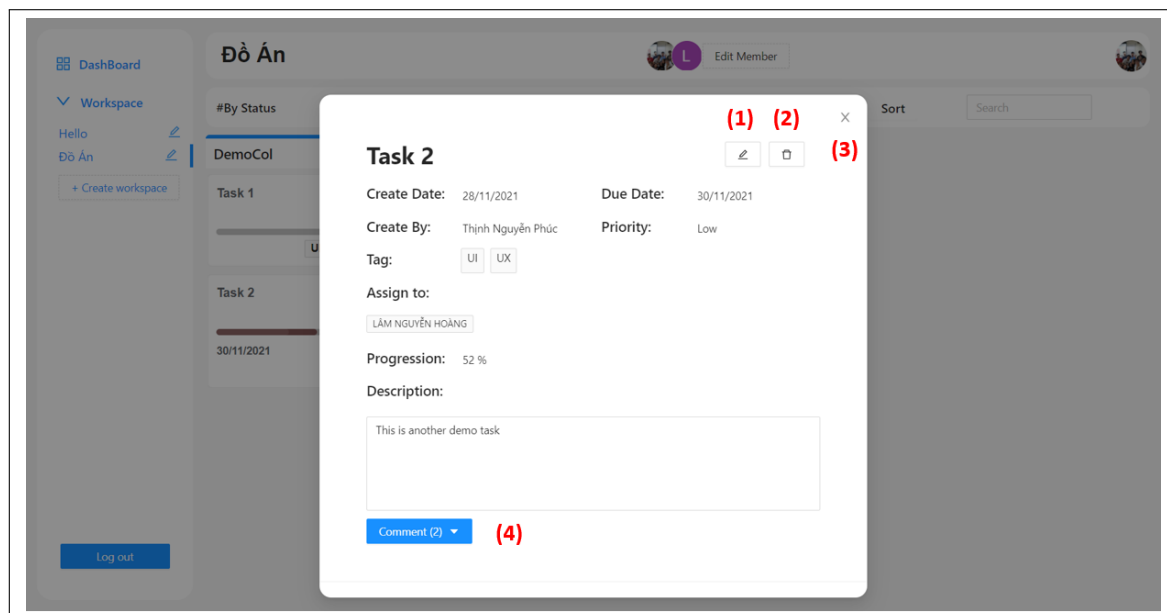 Đồ Án
L
Edit Member
DashBoard
Workspace
Hello
Đồ Án
+ Create workspace
Log out
#By Status
Sort
Search
DemoCol
Task 1
U
Task 2
30/11/2021
(1) (2)
(3)
Task 2
Create Date: 28/11/2021 Due Date: 30/11/2021
Create By: Thịnh Nguyễn Phúc Priority: Low
Tag: UI UX
Assign to:
LÂM NGUYỄN HOÀNG
Progression: 52 %
Description:
This is another demo task
Comment (2) (4)